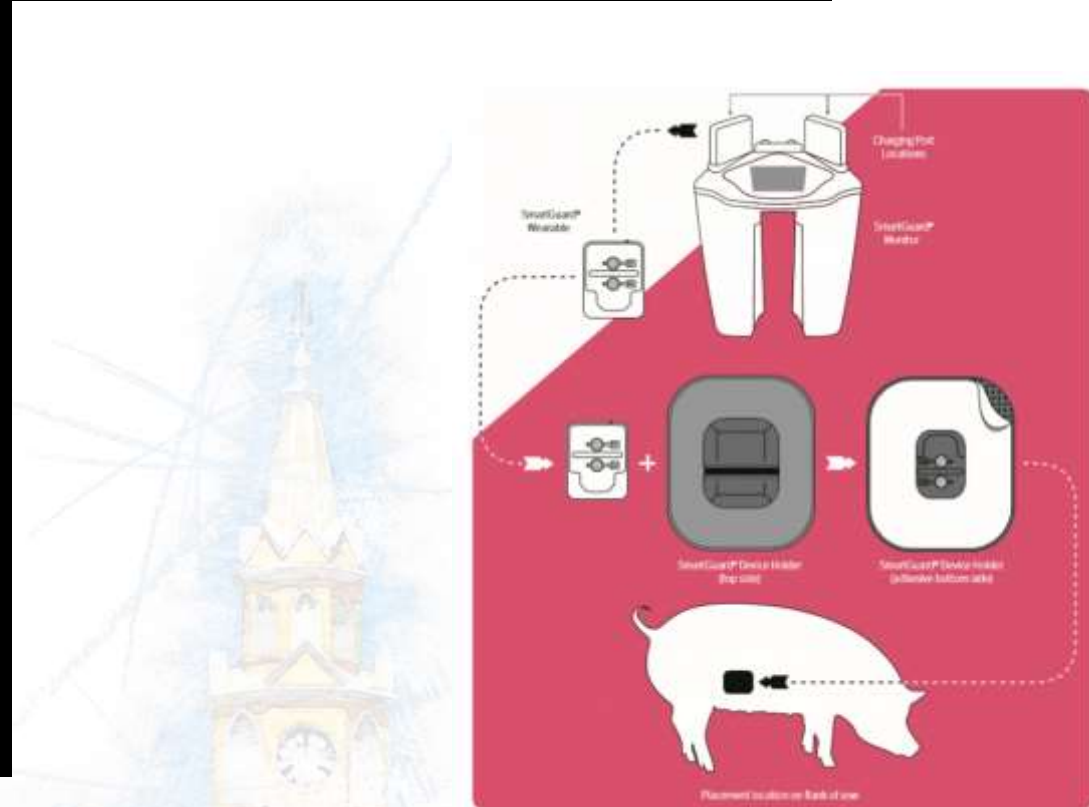 Charging Port
Locations
SmartGuard®
Wearable
SmartGuard®
Monitor
SmartGuard® Device Holder
(top side)
SmartGuard® Device Holder
(adhesive bottom side)
Placement location on flank of sow